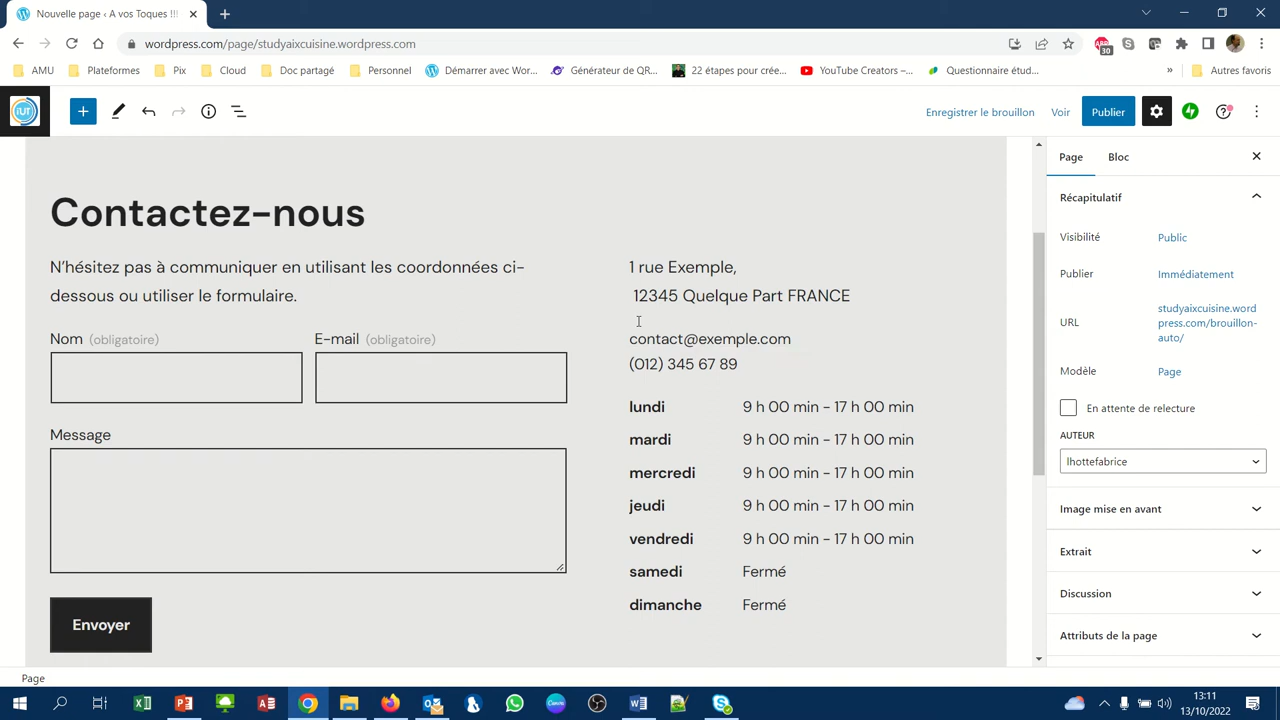 Nouvelle page ‹ A vos Toques !!!
wordpress.com/page/studyaixcuisine.wordpress.com
30
AMU
Plateformes
Pix
Cloud
Doc partagé
Personnel
Démarrer avec Wor...
Générateur de QR...
22 étapes pour crée...
YouTube Creators –...
Questionnaire étud...
»
Autres favoris
iUT
Enregistrer le brouillon
Voir
Publier
Contactez-nous
N'hésitez pas à communiquer en utilisant les coordonnées ci-
dessous ou utiliser le formulaire.
Nom (obligatoire)
E-mail (obligatoire)
Message
Envoyer
1 rue Exemple,
12345 Quelque Part FRANCE
contact@exemple.com
(012) 345 67 89
lundi 9 h 00 min – 17 h 00 min
mardi 9 h 00 min – 17 h 00 min
mercredi 9 h 00 min – 17 h 00 min
jeudi 9 h 00 min – 17 h 00 min
vendredi 9 h 00 min – 17 h 00 min
samedi Fermé
dimanche Fermé
Page
Bloc
Récapitulatif
Visibilité Public
Publier Immédiatement
URL studyaixcuisine.word
press.com/brouillon-
auto/
Modèle Page
En attente de relecture
AUTEUR
lhottefabrice
Image mise en avant
Extrait
Discussion
Attributs de la page
Page
13:11
13/10/2022